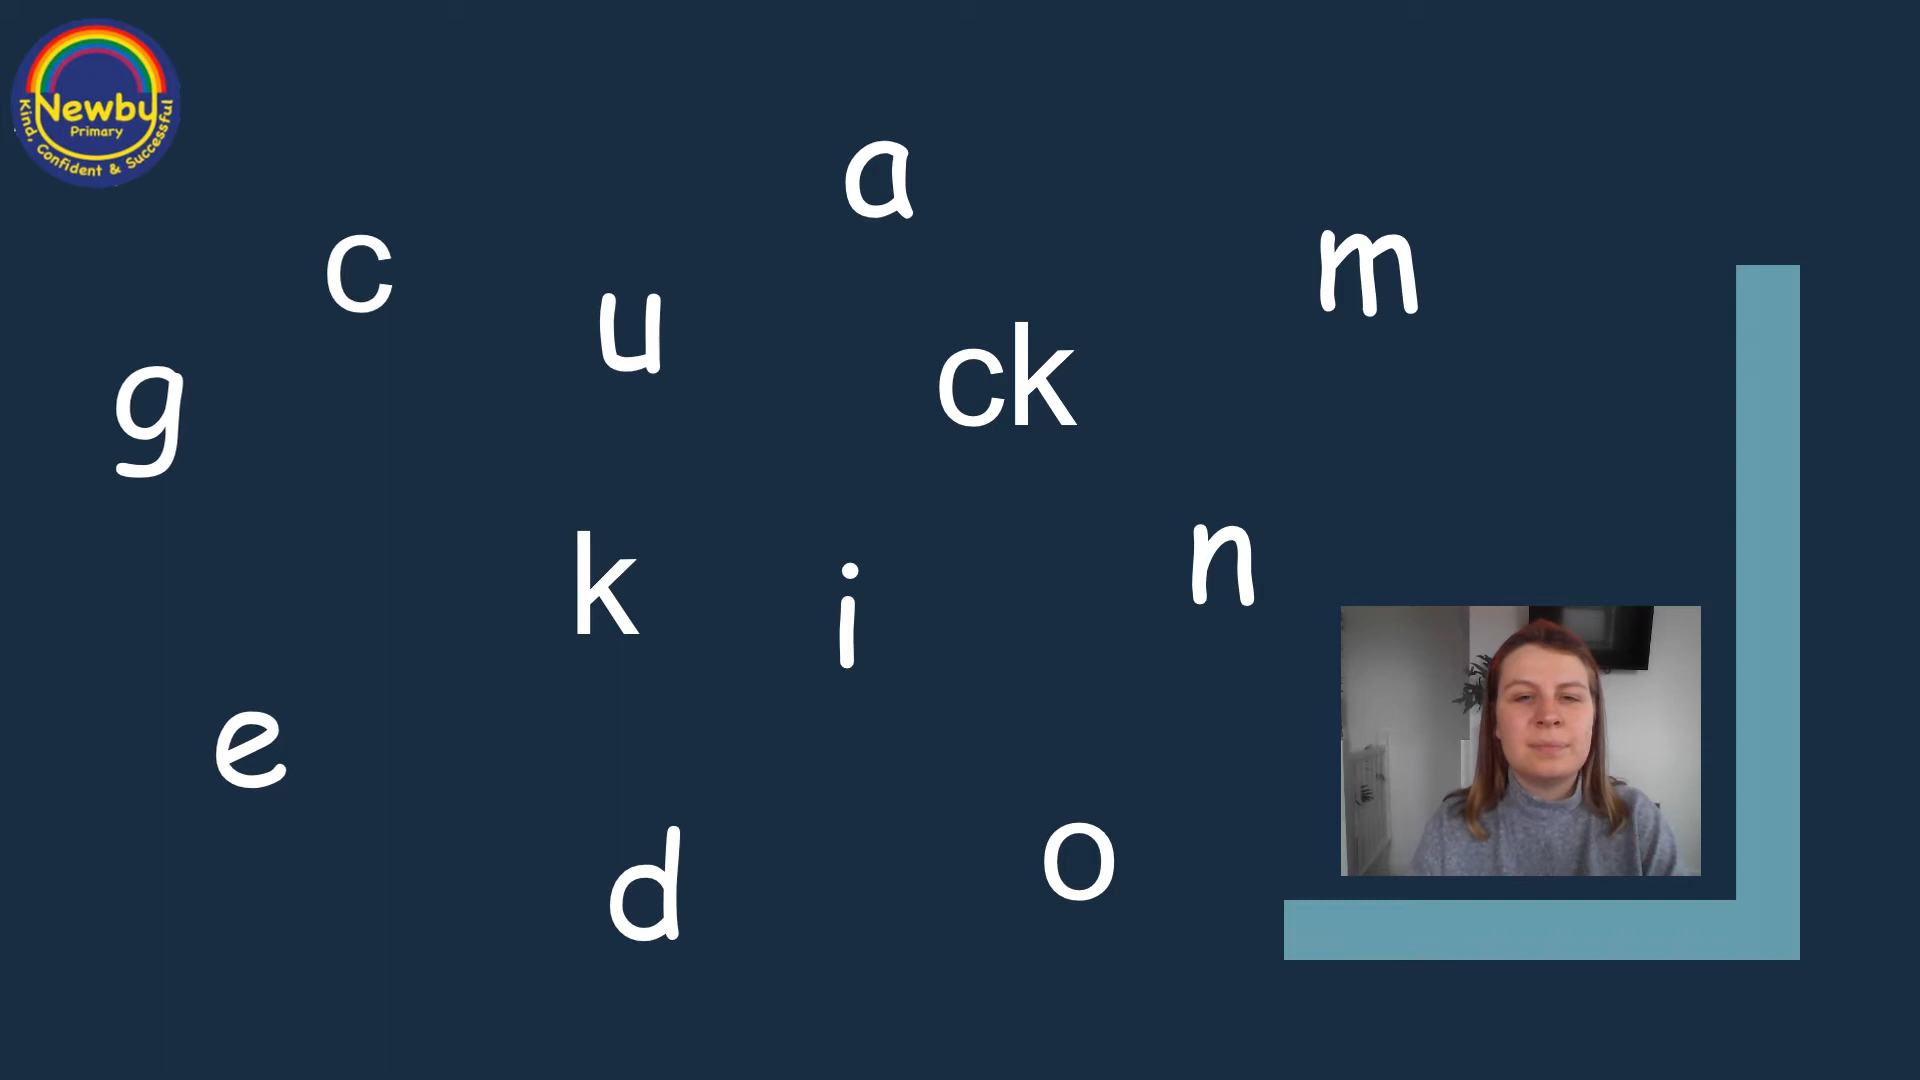 Newby
Primary
Kind, Confident & Successful
a
c
m
u
ck
g
k
i
n
e
d
o